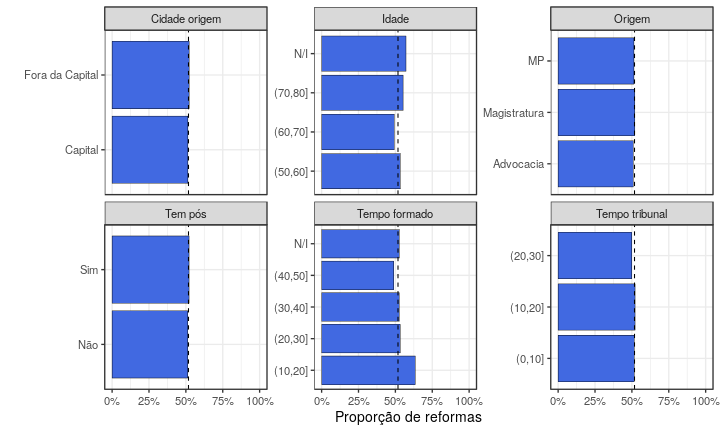 Cidade origem
Fora da Capital
Capital
Idade
N/I
(70,80]
(60,70]
(50,60]
Origem
MP
Magistratura
Advocacia
Tem pós
Sim
Não
0% 25% 50% 75% 100%
Tempo formado
N/I
(40,50]
(30,40]
(20,30]
(10,20]
0% 25% 50% 75% 100%
Tempo tribunal
(20,30]
(10,20]
(0,10]
0% 25% 50% 75% 100%
Proporção de reformas